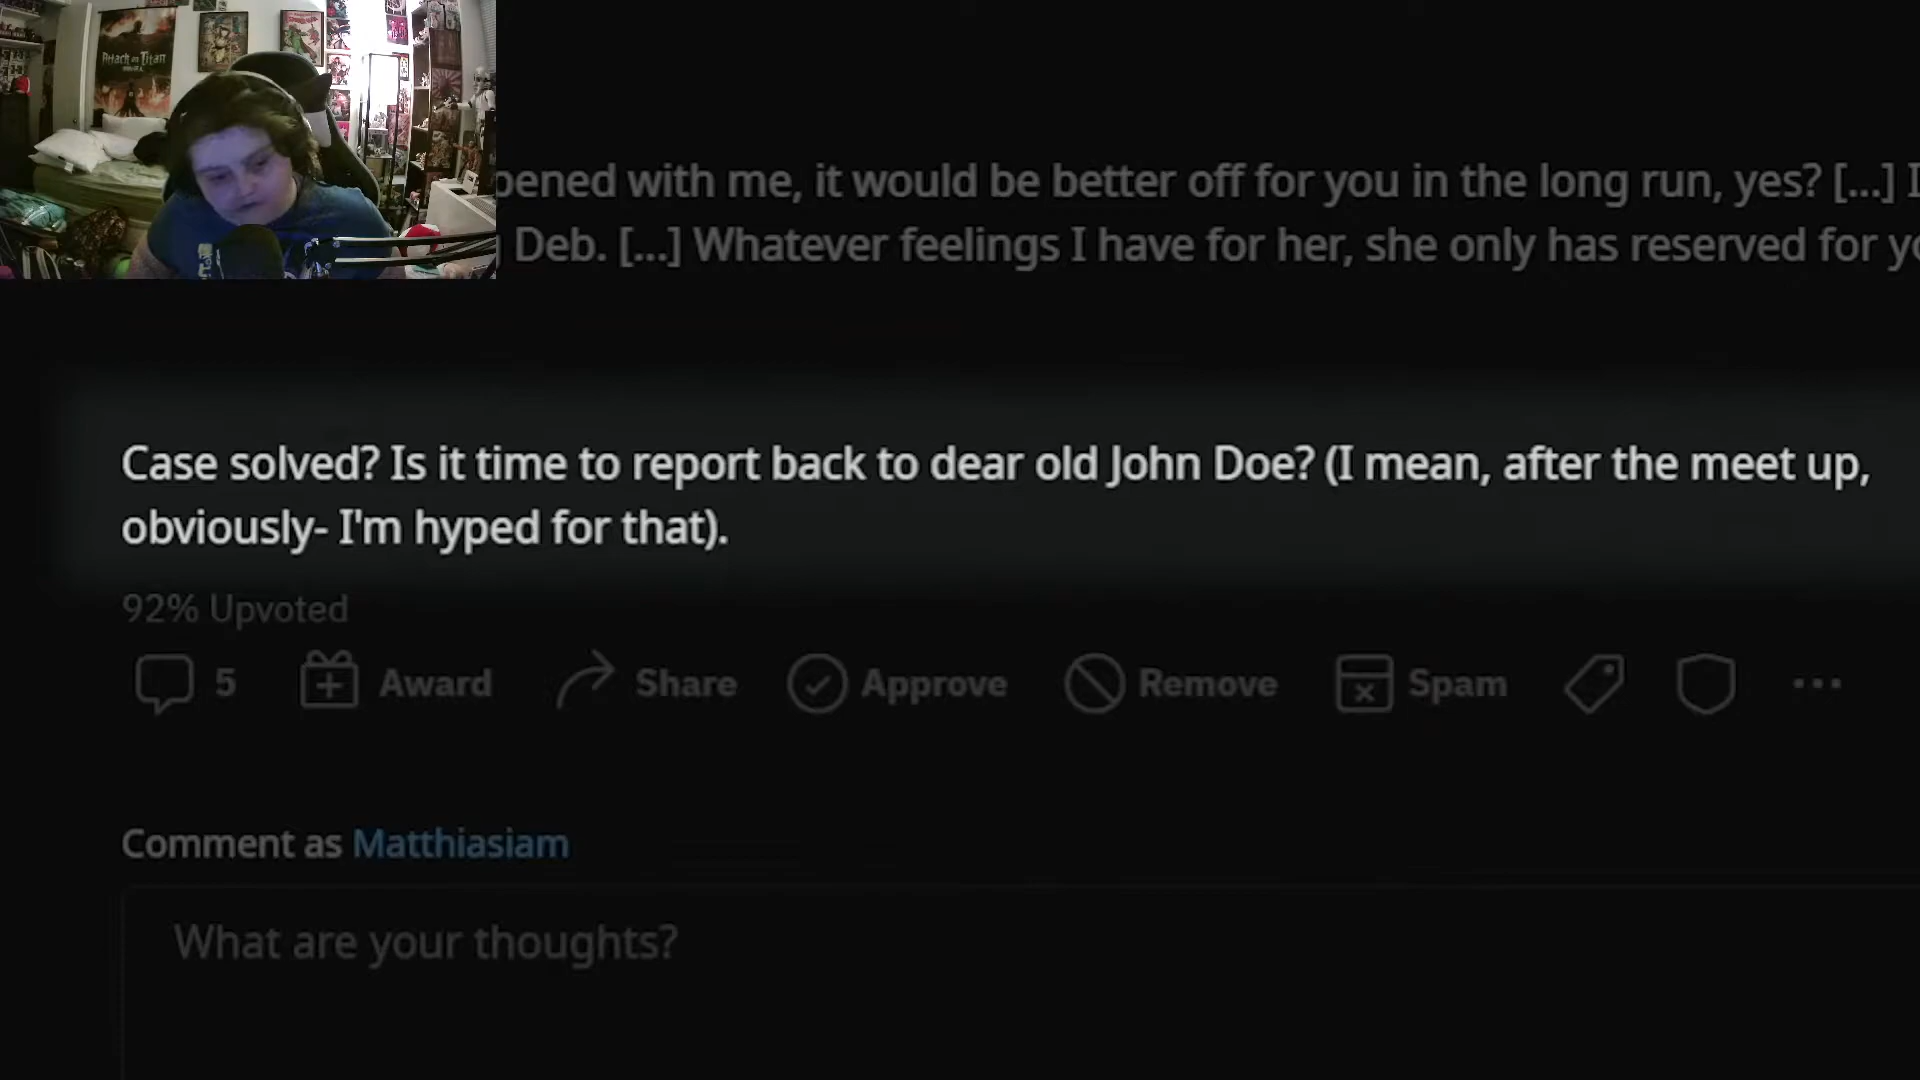 Attack on Titan
pened with me, it would be better off for you in the long run, yes? [...] I
Deb. [...] Whatever feelings I have for her, she only has reserved for yo
Case solved? Is it time to report back to dear old John Doe? (I mean, after the meet up,
obviously- I'm hyped for that).
92% Upvoted
5 Award Share Approve Remove Spam ...
Comment as Matthiasiam
What are your thoughts?